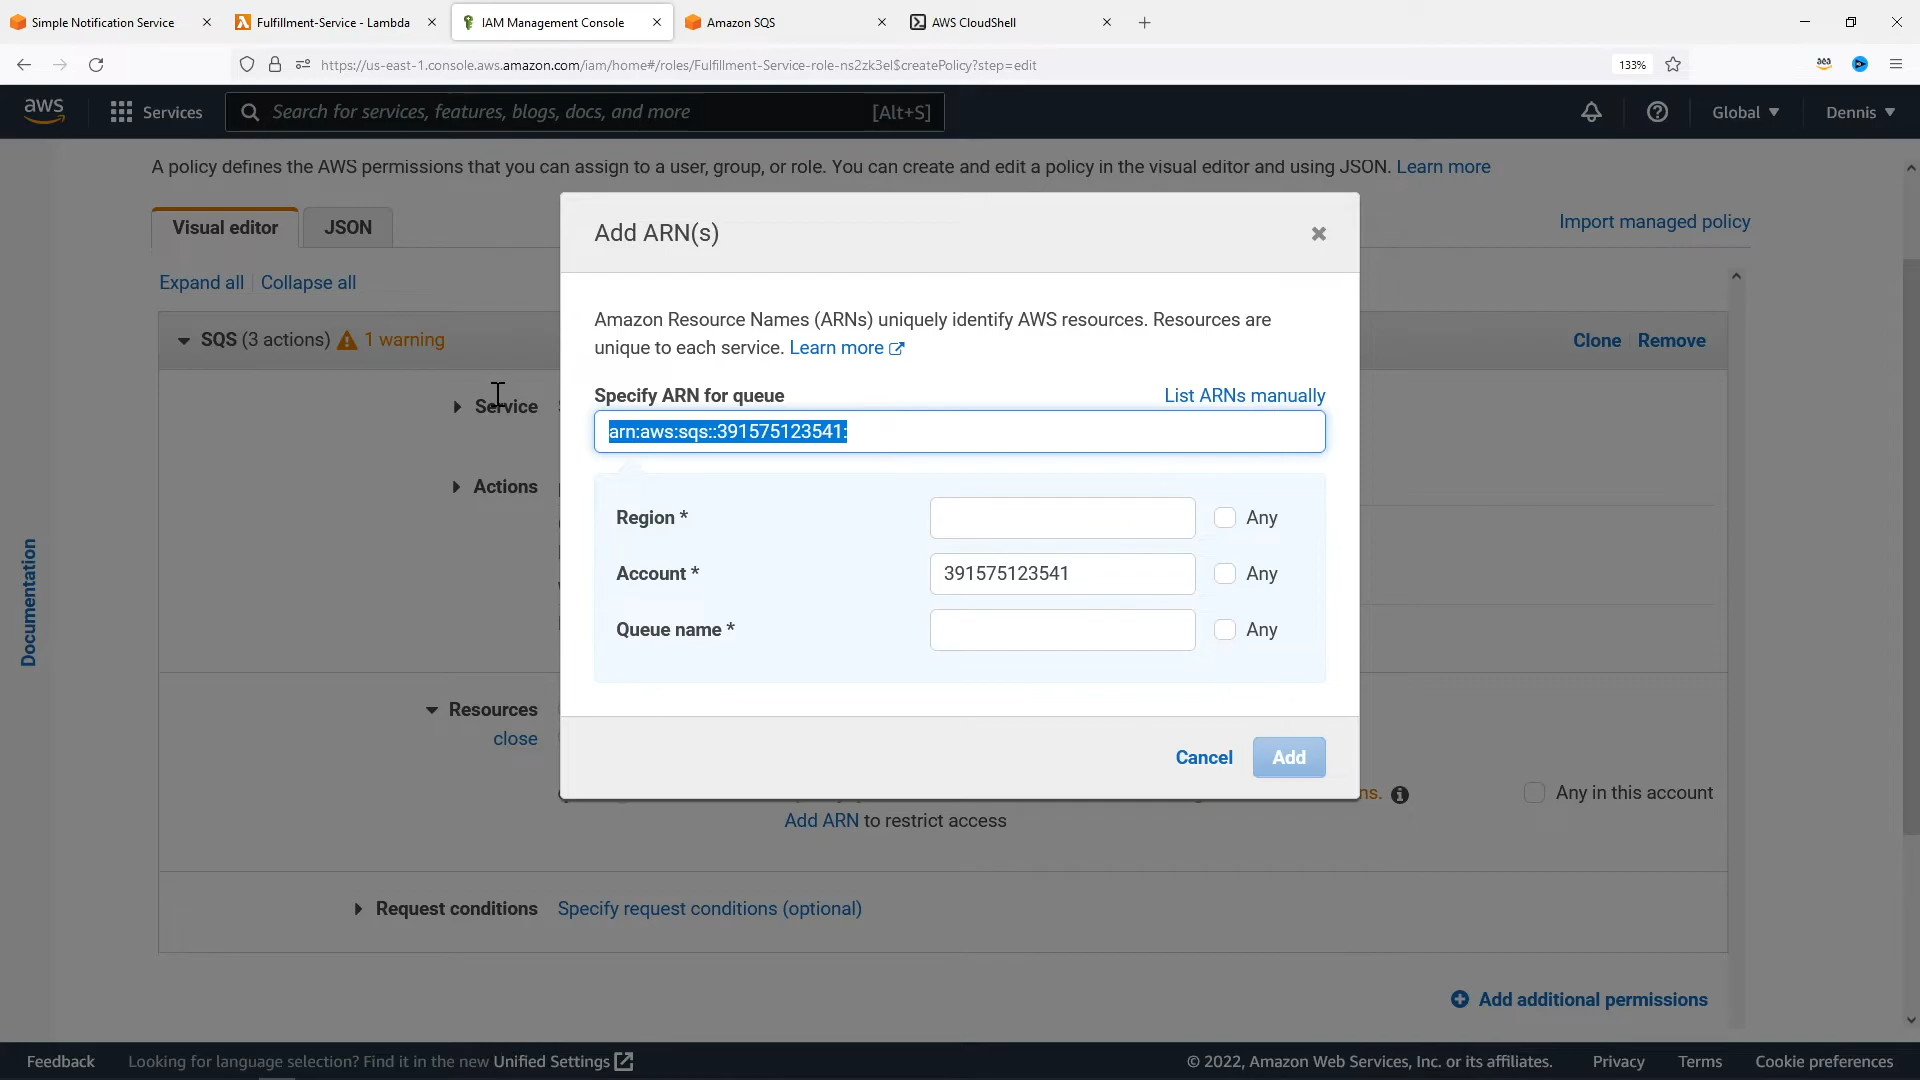 Simple Notification Service
Fulfillment-Service - Lambda
IAM Management Console
Amazon SQS
AWS CloudShell
https://us-east-1.console.aws.amazon.com/iam/home#/roles/Fulfillment-Service-role-ns2zk3el$createPolicy?step=edit
133%
aws
Services
Search for services, features, blogs, docs, and more
[Alt+S]
Global
Dennis
A policy defines the AWS permissions that you can assign to a user, group, or role. You can create and edit a policy in the visual editor and using JSON. Learn more
Visual editor
JSON
Import managed policy
Expand all
Collapse all
SQS (3 actions)
1 warning
Clone
Remove
Service
Actions
Resources
close
ns.
Any in this account
Add ARN to restrict access
Request conditions
Specify request conditions (optional)
Add additional permissions
Documentation
Add ARN(s)
Amazon Resource Names (ARNs) uniquely identify AWS resources. Resources are
unique to each service. Learn more
Specify ARN for queue
List ARNs manually
arn:aws:sqs::391575123541:
Region *
Any
Account *
391575123541
Any
Queue name *
Any
Cancel
Add
Feedback
Looking for language selection? Find it in the new Unified Settings
© 2022, Amazon Web Services, Inc. or its affiliates.
Privacy
Terms
Cookie preferences